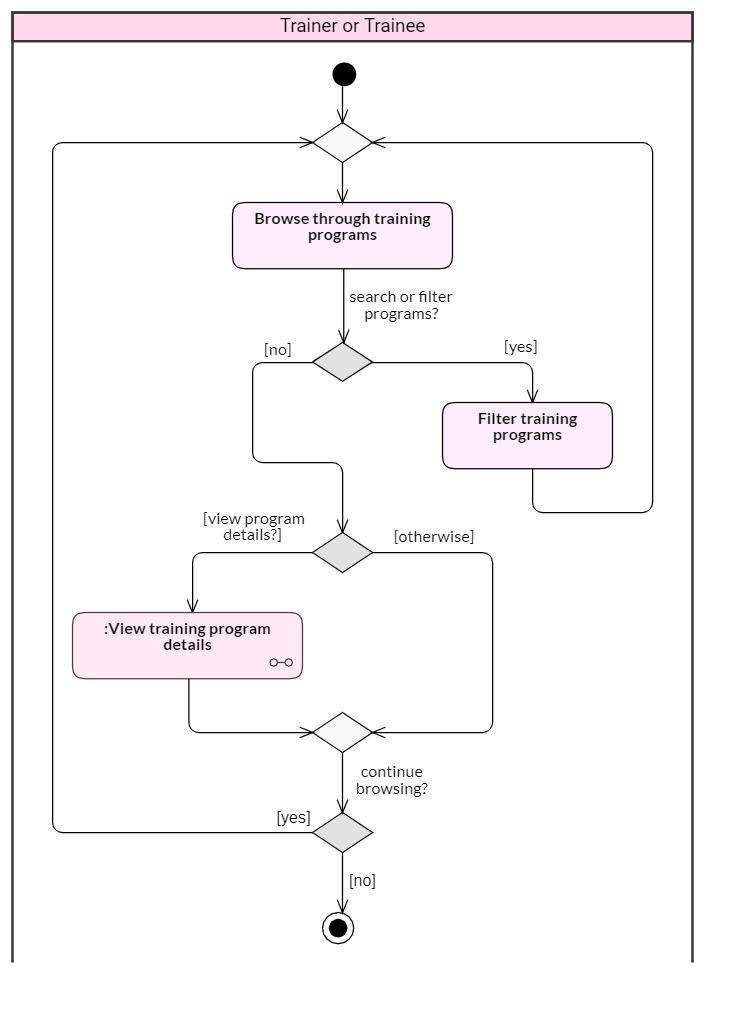 Trainer or Trainee
Browse through training
programs
search or filter
programs?
[no]
[yes]
Filter training
programs
[view program
details?]
[otherwise]
:View training program
details
continue
browsing?
[yes]
[no]